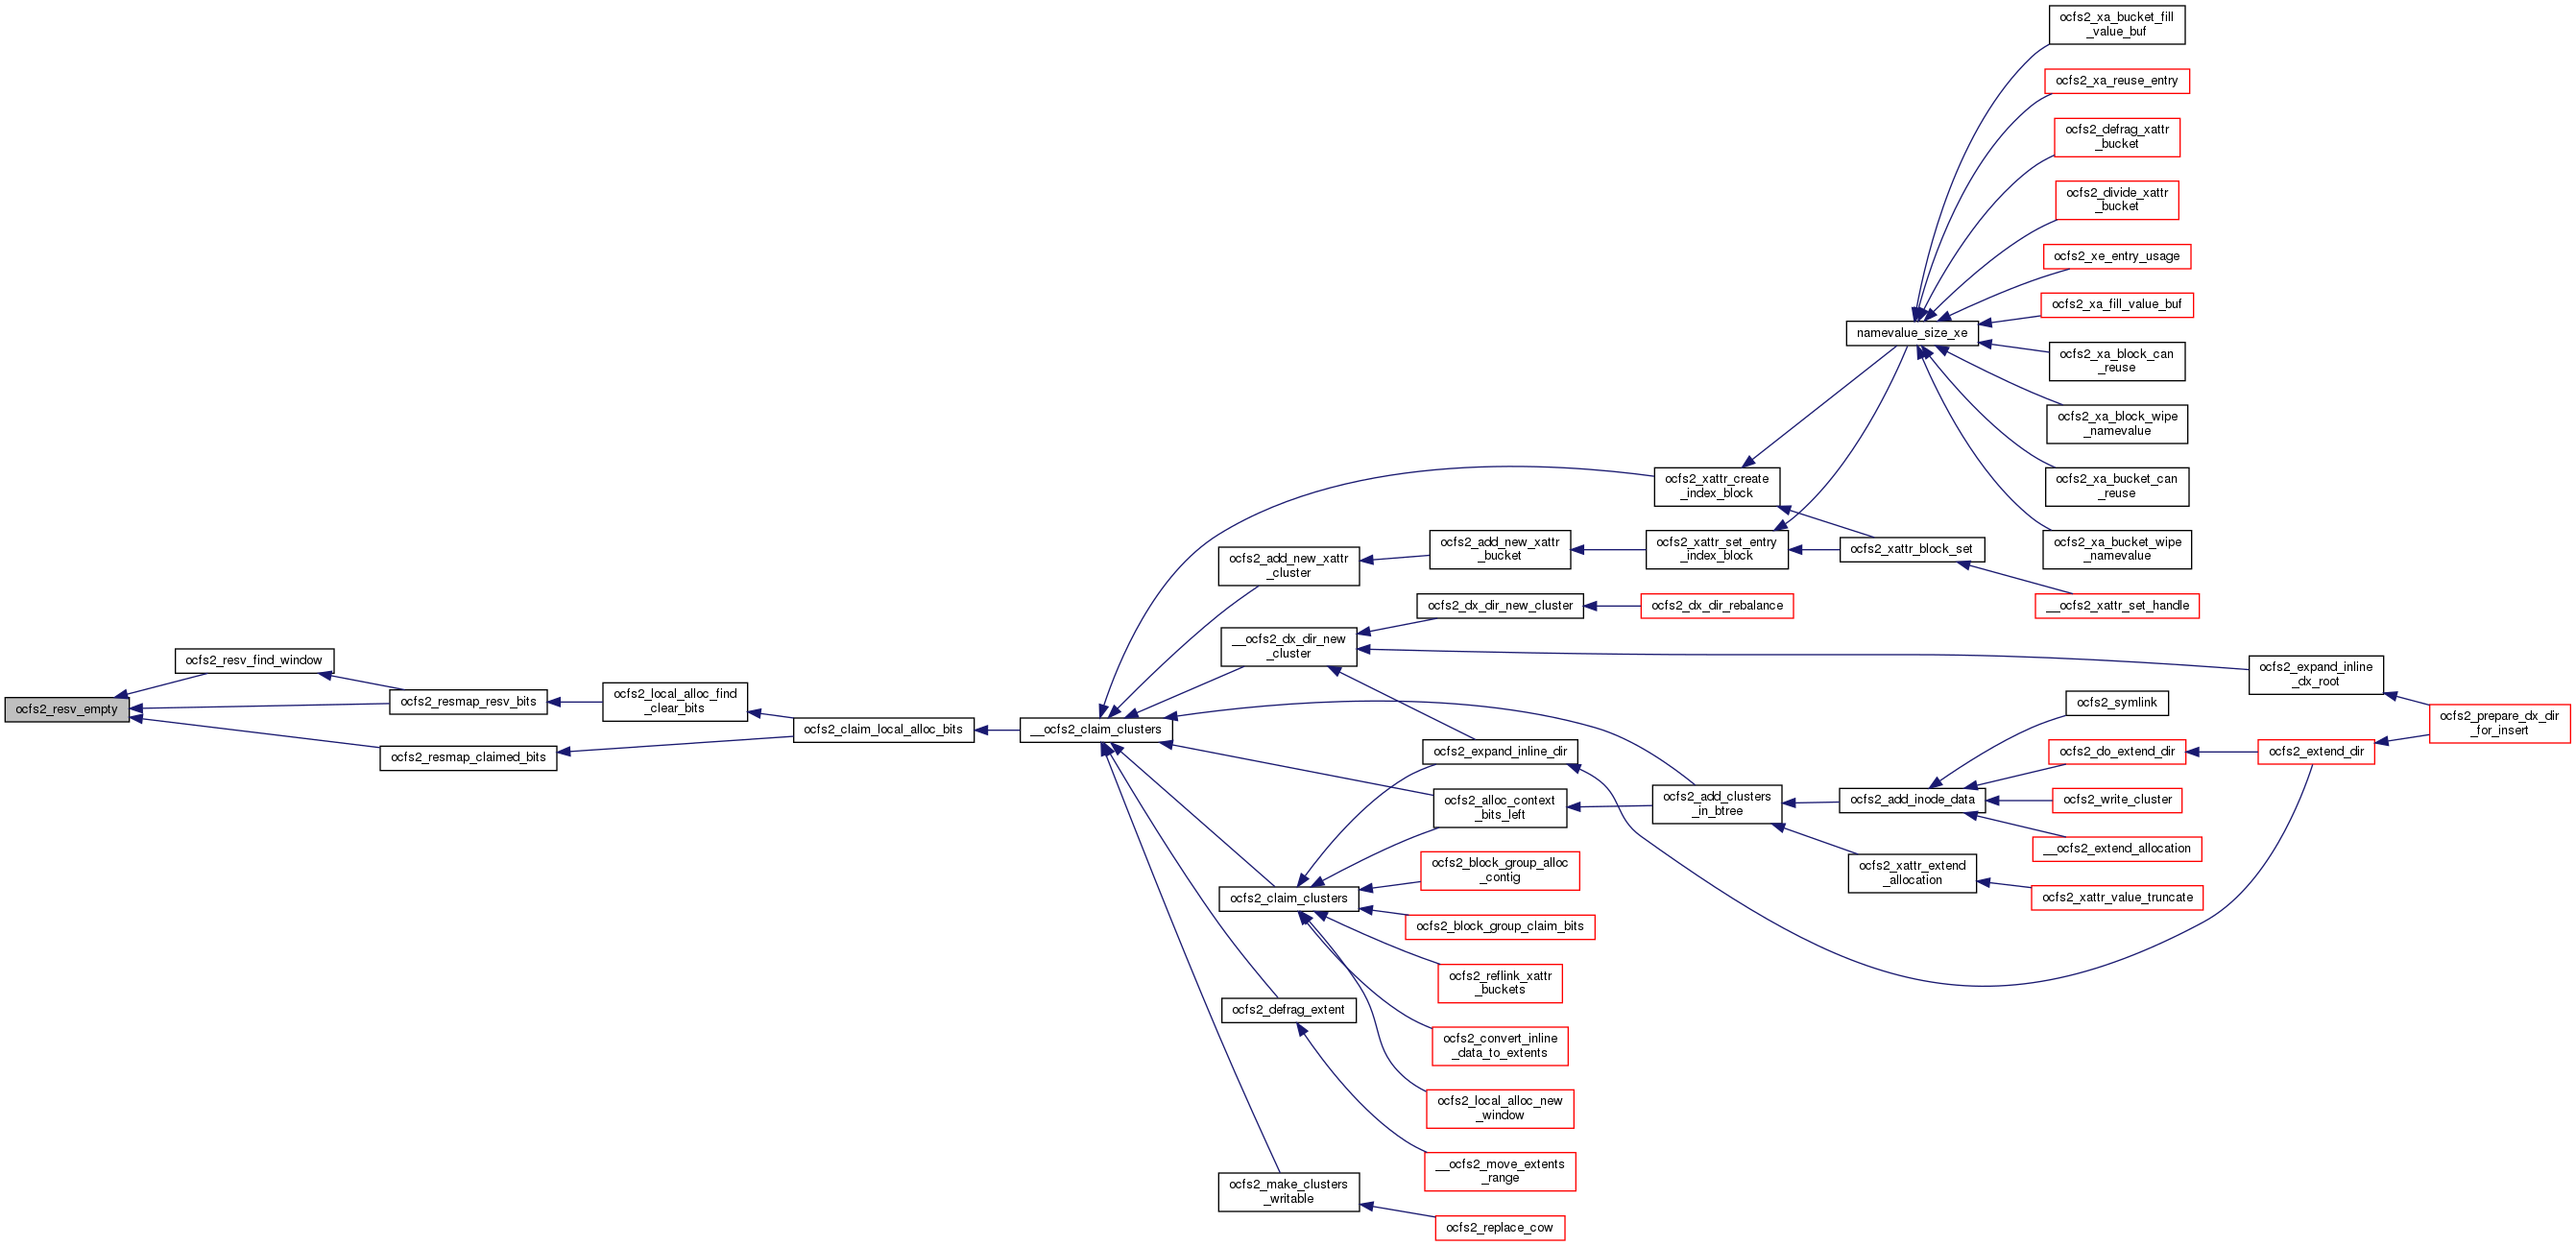 ocfs2_xa_bucket_fill
_value_buf
ocfs2_xa_reuse_entry
ocfs2_defrag_xattr
_bucket
ocfs2_divide_xattr
_bucket
ocfs2_xe_entry_usage
ocfs2_xa_fill_value_buf
namevalue_size_xe
ocfs2_xa_block_can
_reuse
ocfs2_xa_block_wipe
_namevalue
ocfs2_xattr_create
_index_block
ocfs2_xa_bucket_can
_reuse
ocfs2_add_new_xattr
_cluster
ocfs2_add_new_xattr
_bucket
ocfs2_xattr_set_entry
_index_block
ocfs2_xattr_block_set
ocfs2_xa_bucket_wipe
_namevalue
ocfs2_dx_dir_new_cluster
ocfs2_dx_dir_rebalance
__ocfs2_xattr_set_handle
__ocfs2_dx_dir_new
_cluster
ocfs2_resv_find_window
ocfs2_expand_inline
_dx_root
ocfs2_resv_empty
ocfs2_resmap_resv_bits
ocfs2_local_alloc_find
_clear_bits
ocfs2_symlink
ocfs2_prepare_dx_dir
_for_insert
ocfs2_claim_local_alloc_bits
__ocfs2_claim_clusters
ocfs2_resmap_claimed_bits
ocfs2_expand_inline_dir
ocfs2_do_extend_dir
ocfs2_extend_dir
ocfs2_alloc_context
_bits_left
ocfs2_add_clusters
_in_btree
ocfs2_add_inode_data
ocfs2_write_cluster
__ocfs2_extend_allocation
ocfs2_block_group_alloc
_contig
ocfs2_xattr_extend
_allocation
ocfs2_claim_clusters
ocfs2_xattr_value_truncate
ocfs2_block_group_claim_bits
ocfs2_reflink_xattr
_buckets
ocfs2_defrag_extent
ocfs2_convert_inline
_data_to_extents
ocfs2_local_alloc_new
_window
__ocfs2_move_extents
_range
ocfs2_make_clusters
_writable
ocfs2_replace_cow